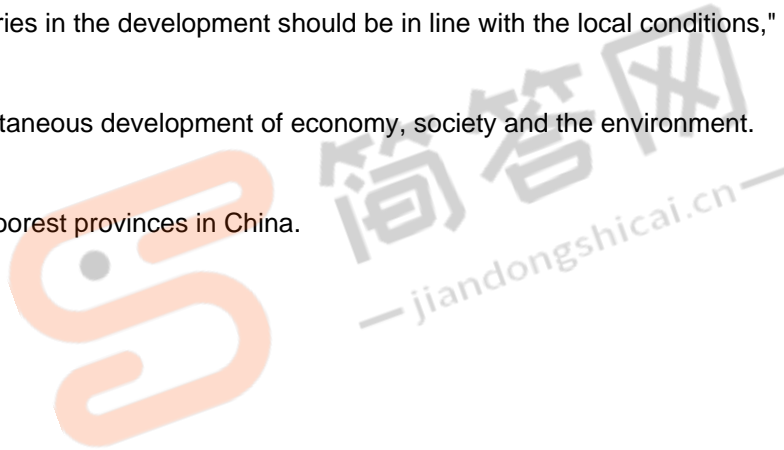 ries in the development should be in line with the local conditions,"
taneous development of economy, society and the environment.
简答网
jiandongshicai.cn
orest provinces in China.